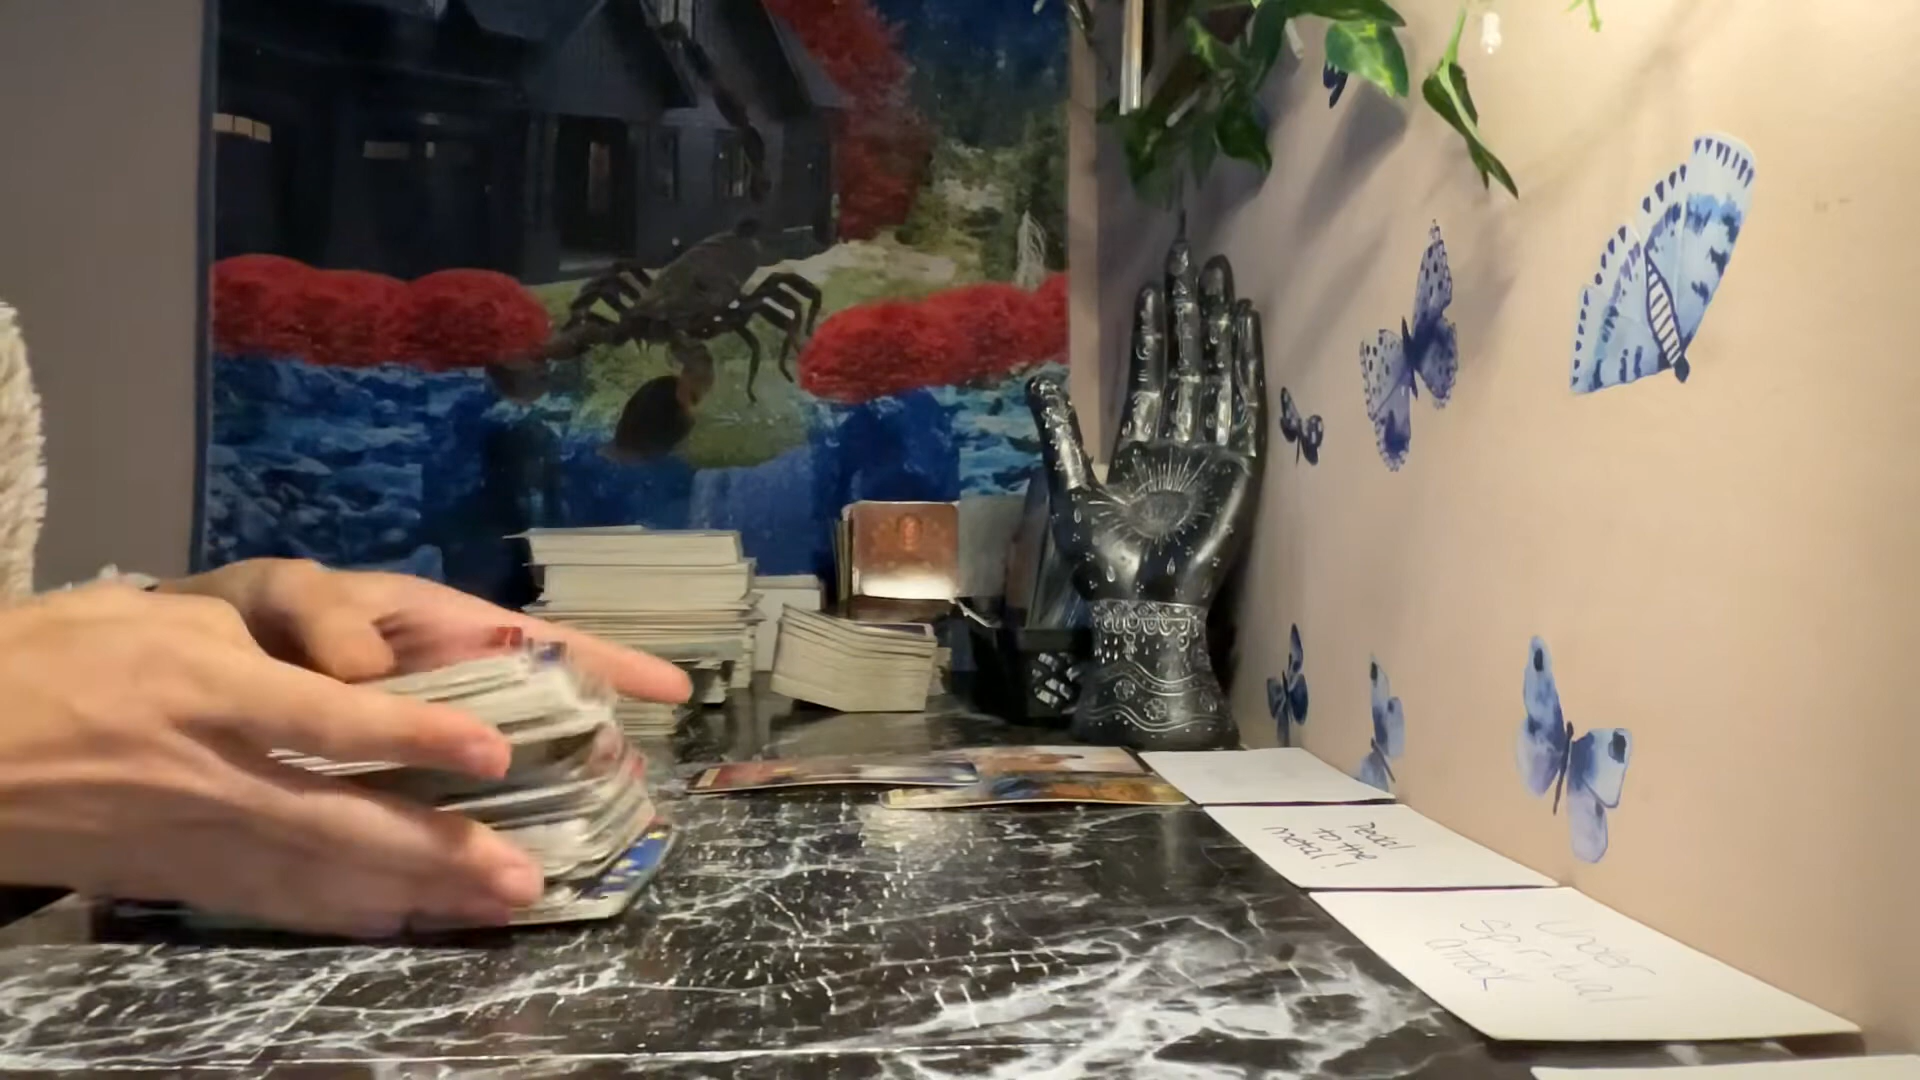 Pedal
to the
metal!!
Under
Spiritual
attack